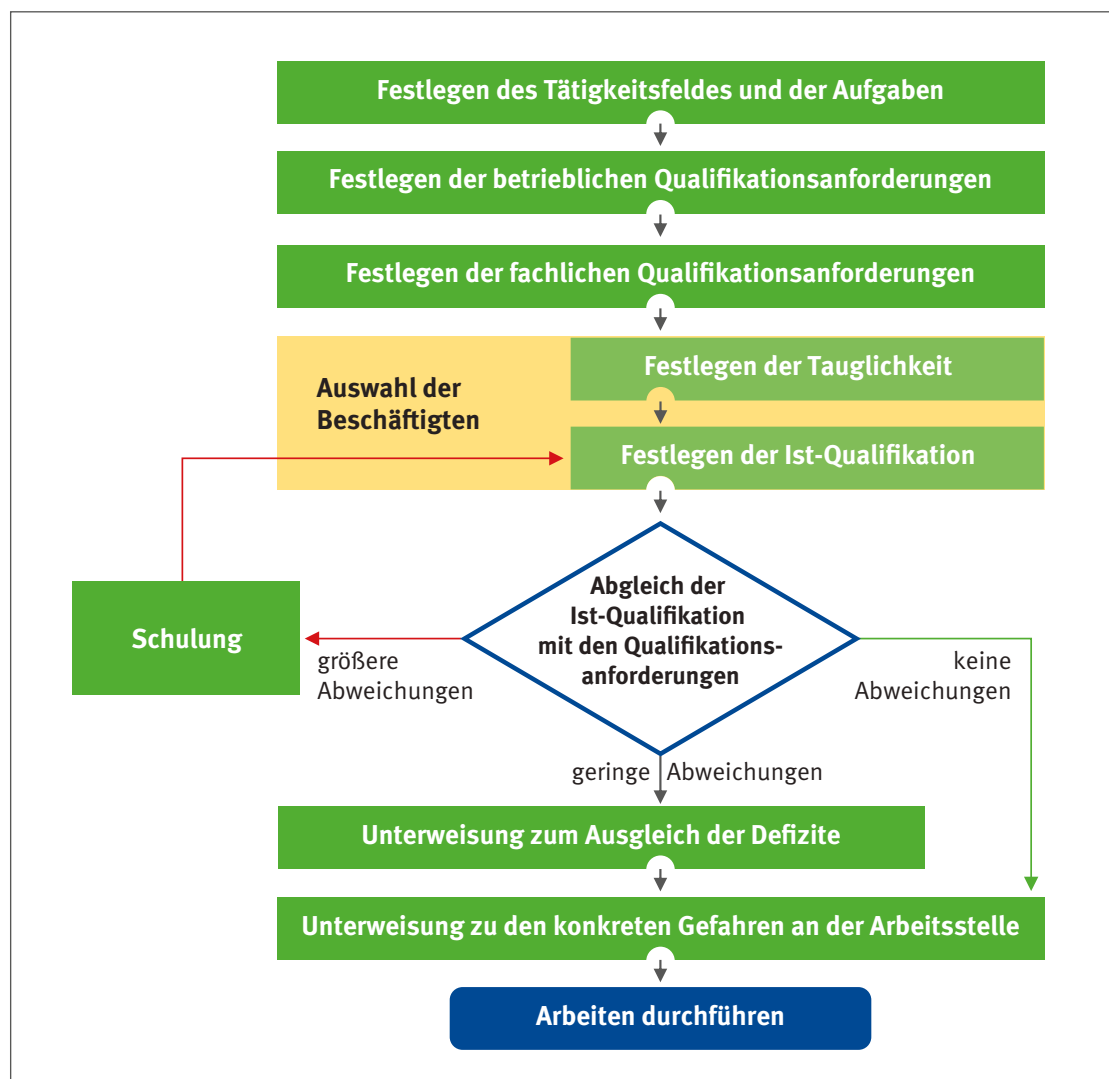 Festlegen des Tätigkeitsfeldes und der Aufgaben
Festlegen der betrieblichen Qualifikationsanforderungen
Festlegen der fachlichen Qualifikationsanforderungen
Auswahl der
Beschäftigten
Festlegen der Tauglichkeit
Festlegen der Ist-Qualifikation
Abgleich der
Ist-Qualifikation
mit den Qualifikations-
anforderungen
Schulung
größere
Abweichungen
keine
Abweichungen
geringe Abweichungen
Unterweisung zum Ausgleich der Defizite
Unterweisung zu den konkreten Gefahren an der Arbeitsstelle
Arbeiten durchführen